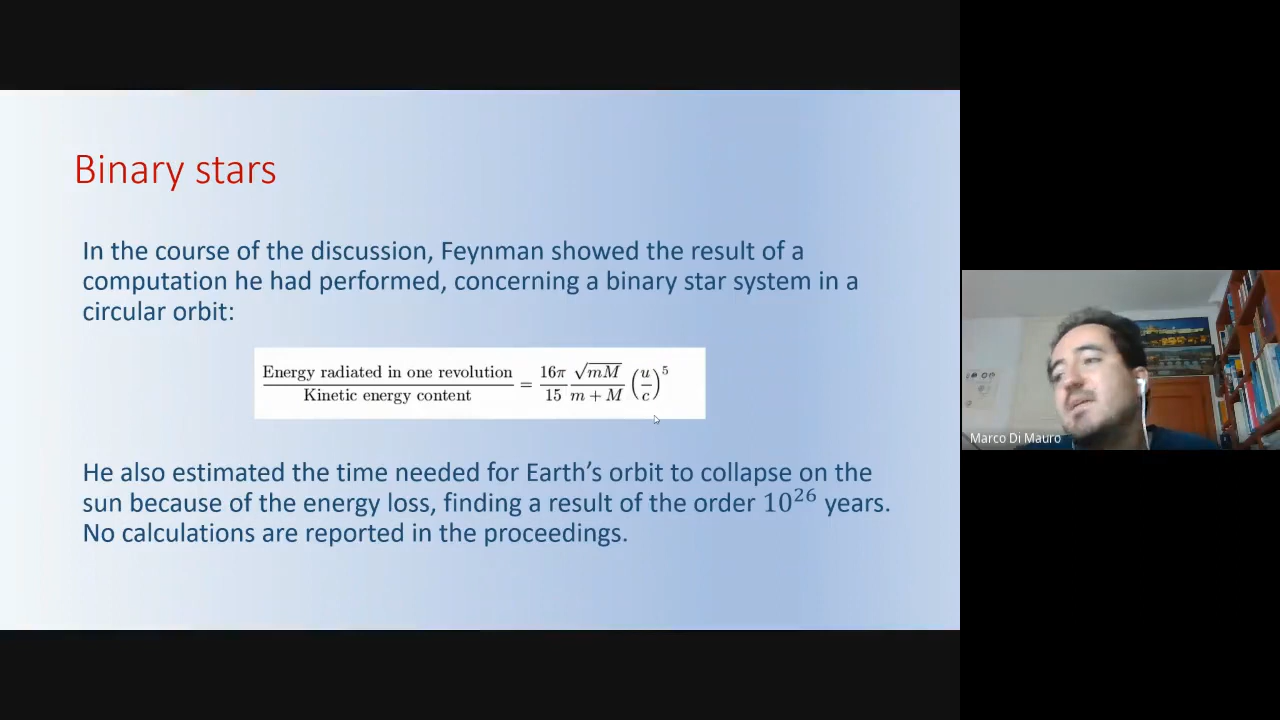 Binary stars
In the course of the discussion, Feynman showed the result of a
computation he had performed, concerning a binary star system in a
circular orbit:
Energy radiated in one revolution / Kinetic energy content = 16π/15 √mM/(m + M) (u/c)^5
He also estimated the time needed for Earth's orbit to collapse on the
sun because of the energy loss, finding a result of the order 10^26 years.
No calculations are reported in the proceedings.
Marco Di Mauro